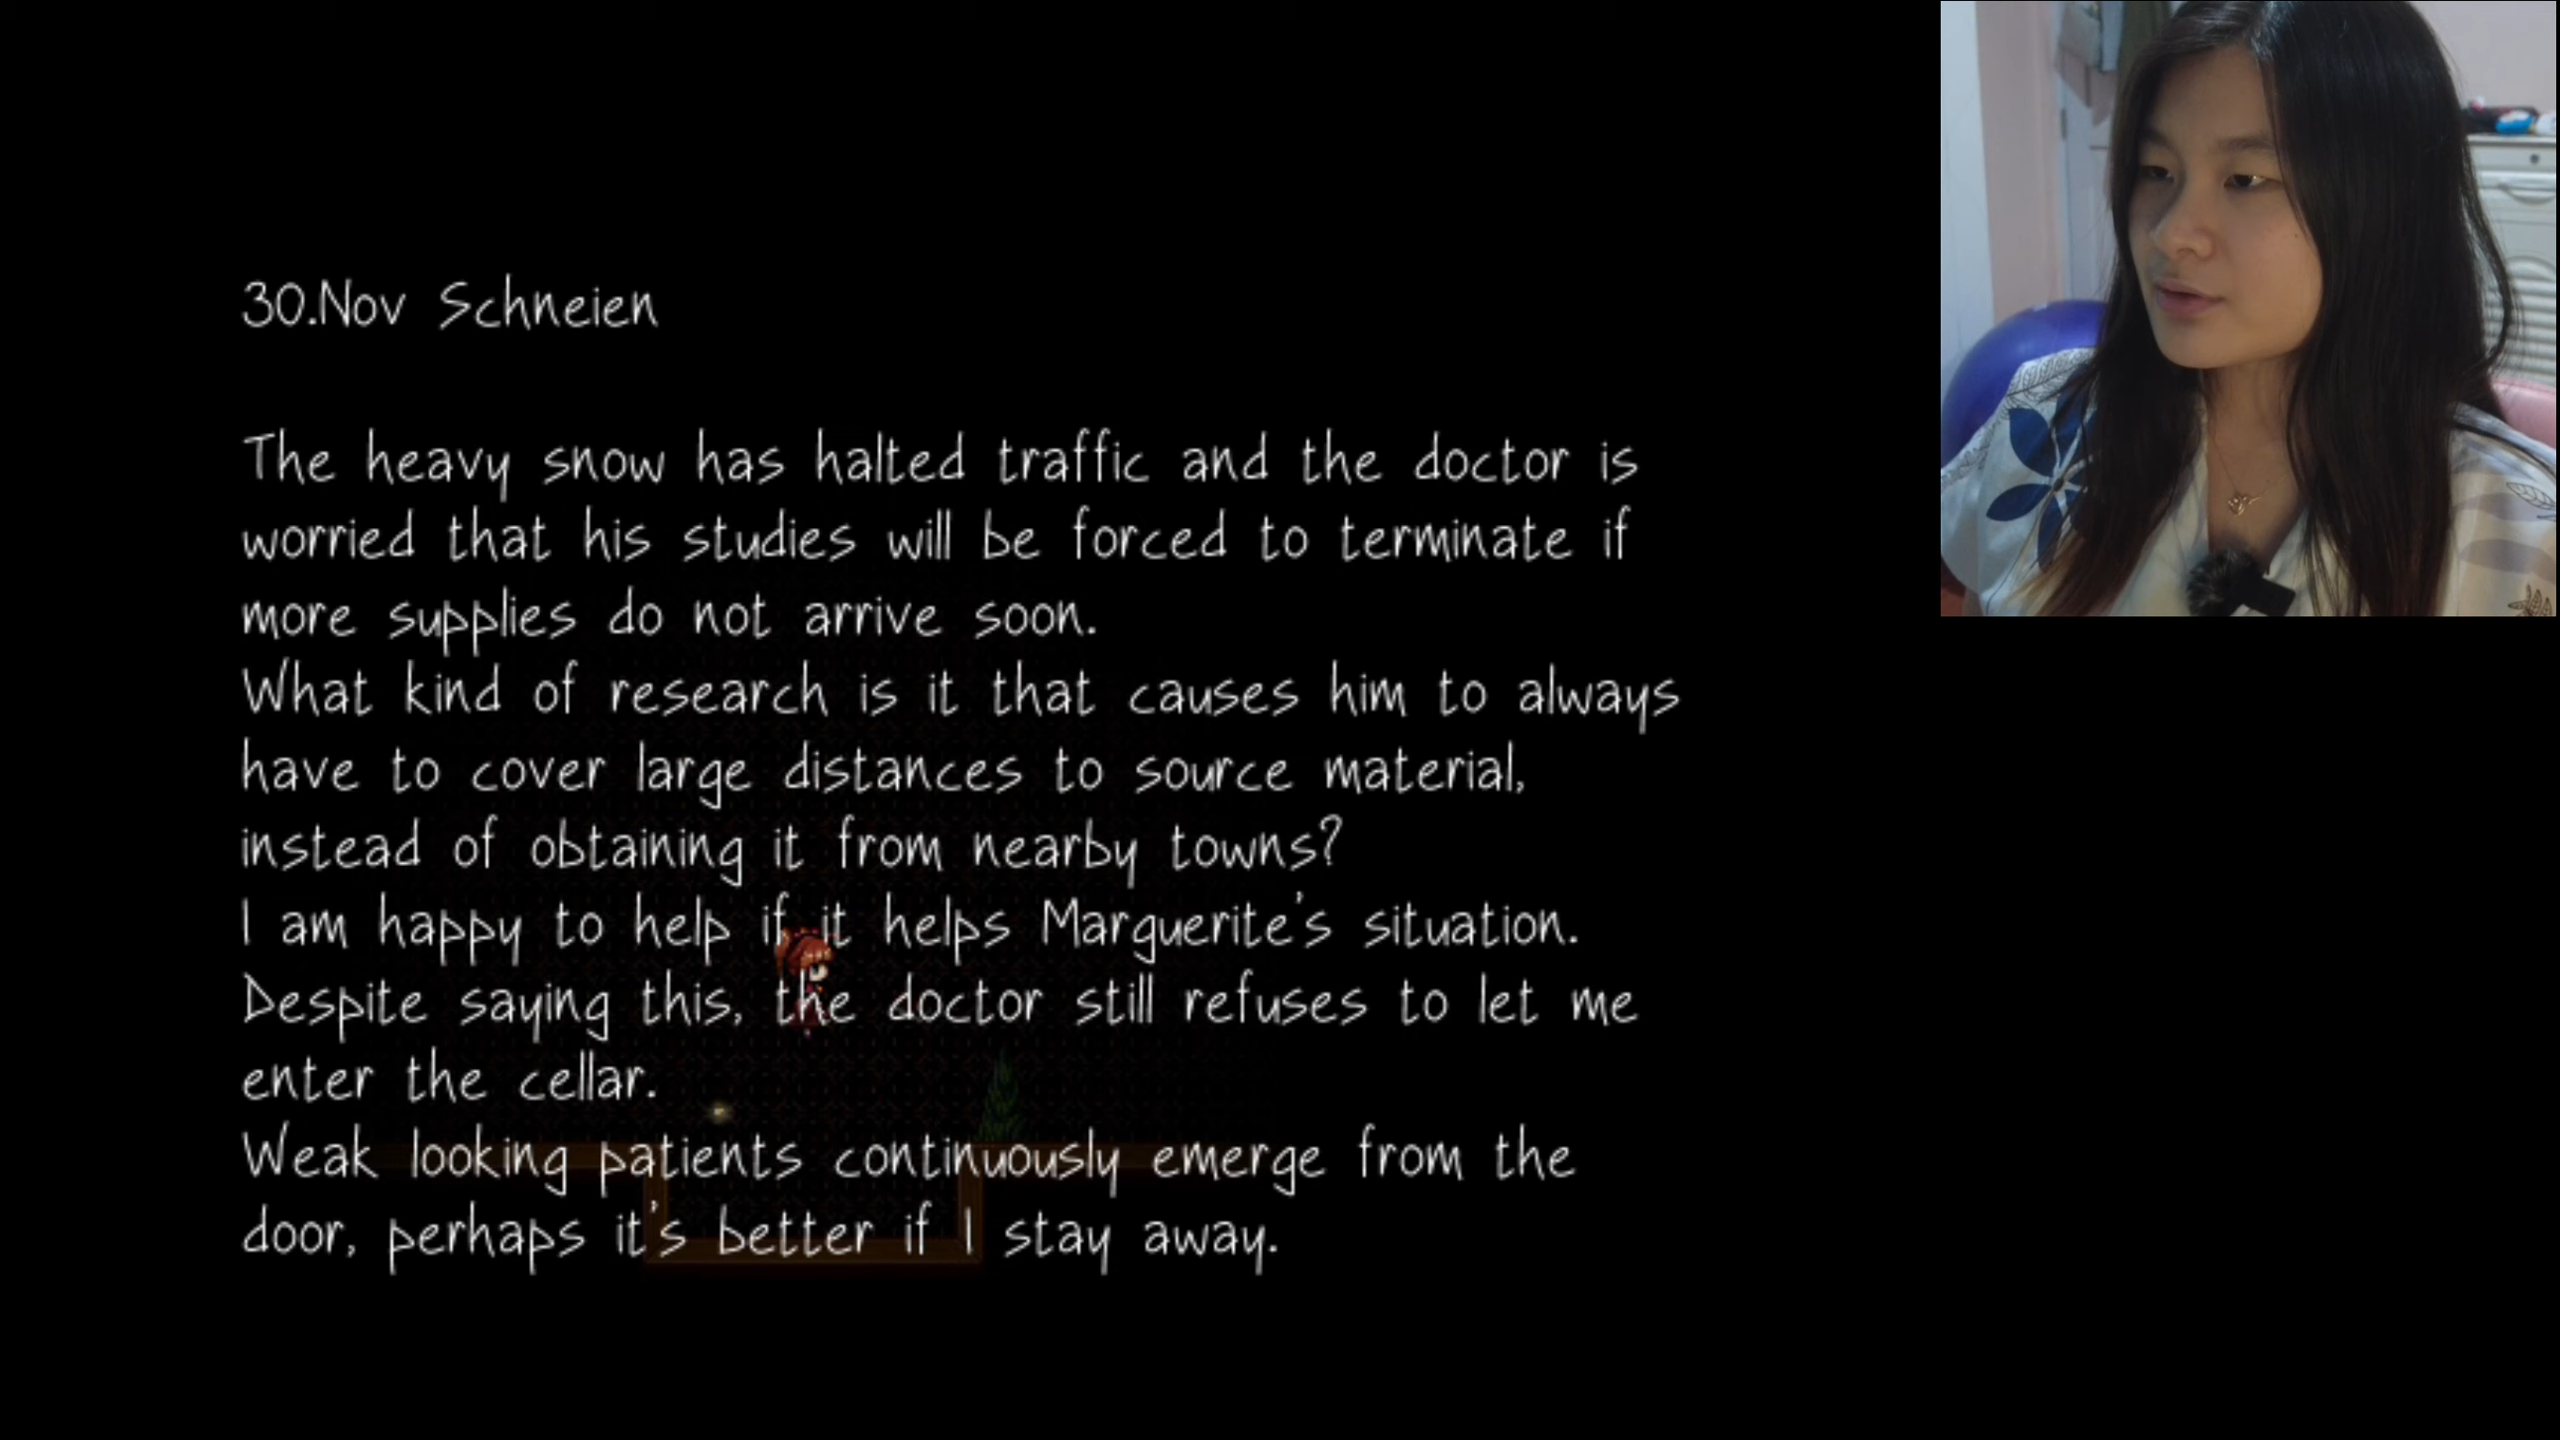 30.Nov Schneien
The heavy snow has halted traffic and the doctor is
worried that his studies will be forced to terminate if
more supplies do not arrive soon.
What kind of research is it that causes him to always
have to cover large distances to source material,
instead of obtaining it from nearby towns?
I am happy to help if it helps Marguerite's situation.
Despite saying this, the doctor still refuses to let me
enter the cellar.
Weak looking patients continuously emerge from the
door, perhaps it's better if I stay away.